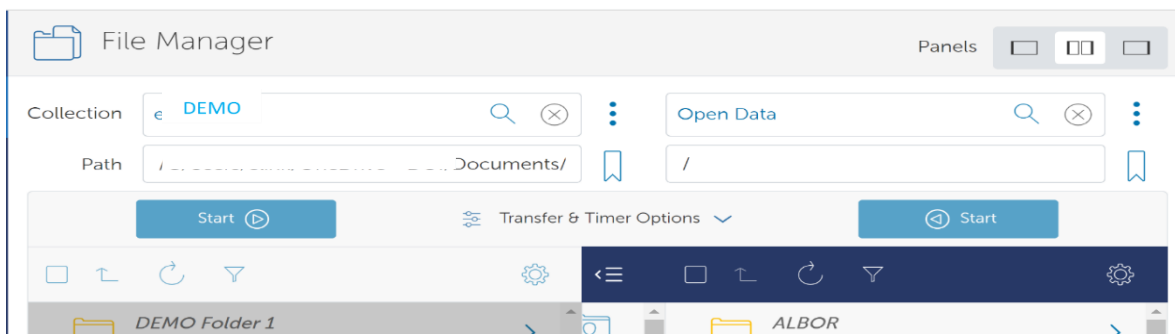 File Manager
Panels
Collection
DEMO
Open Data
Path
Documents/
/
Start
Transfer & Timer Options
Start
DEMO Folder 1
ALBOR